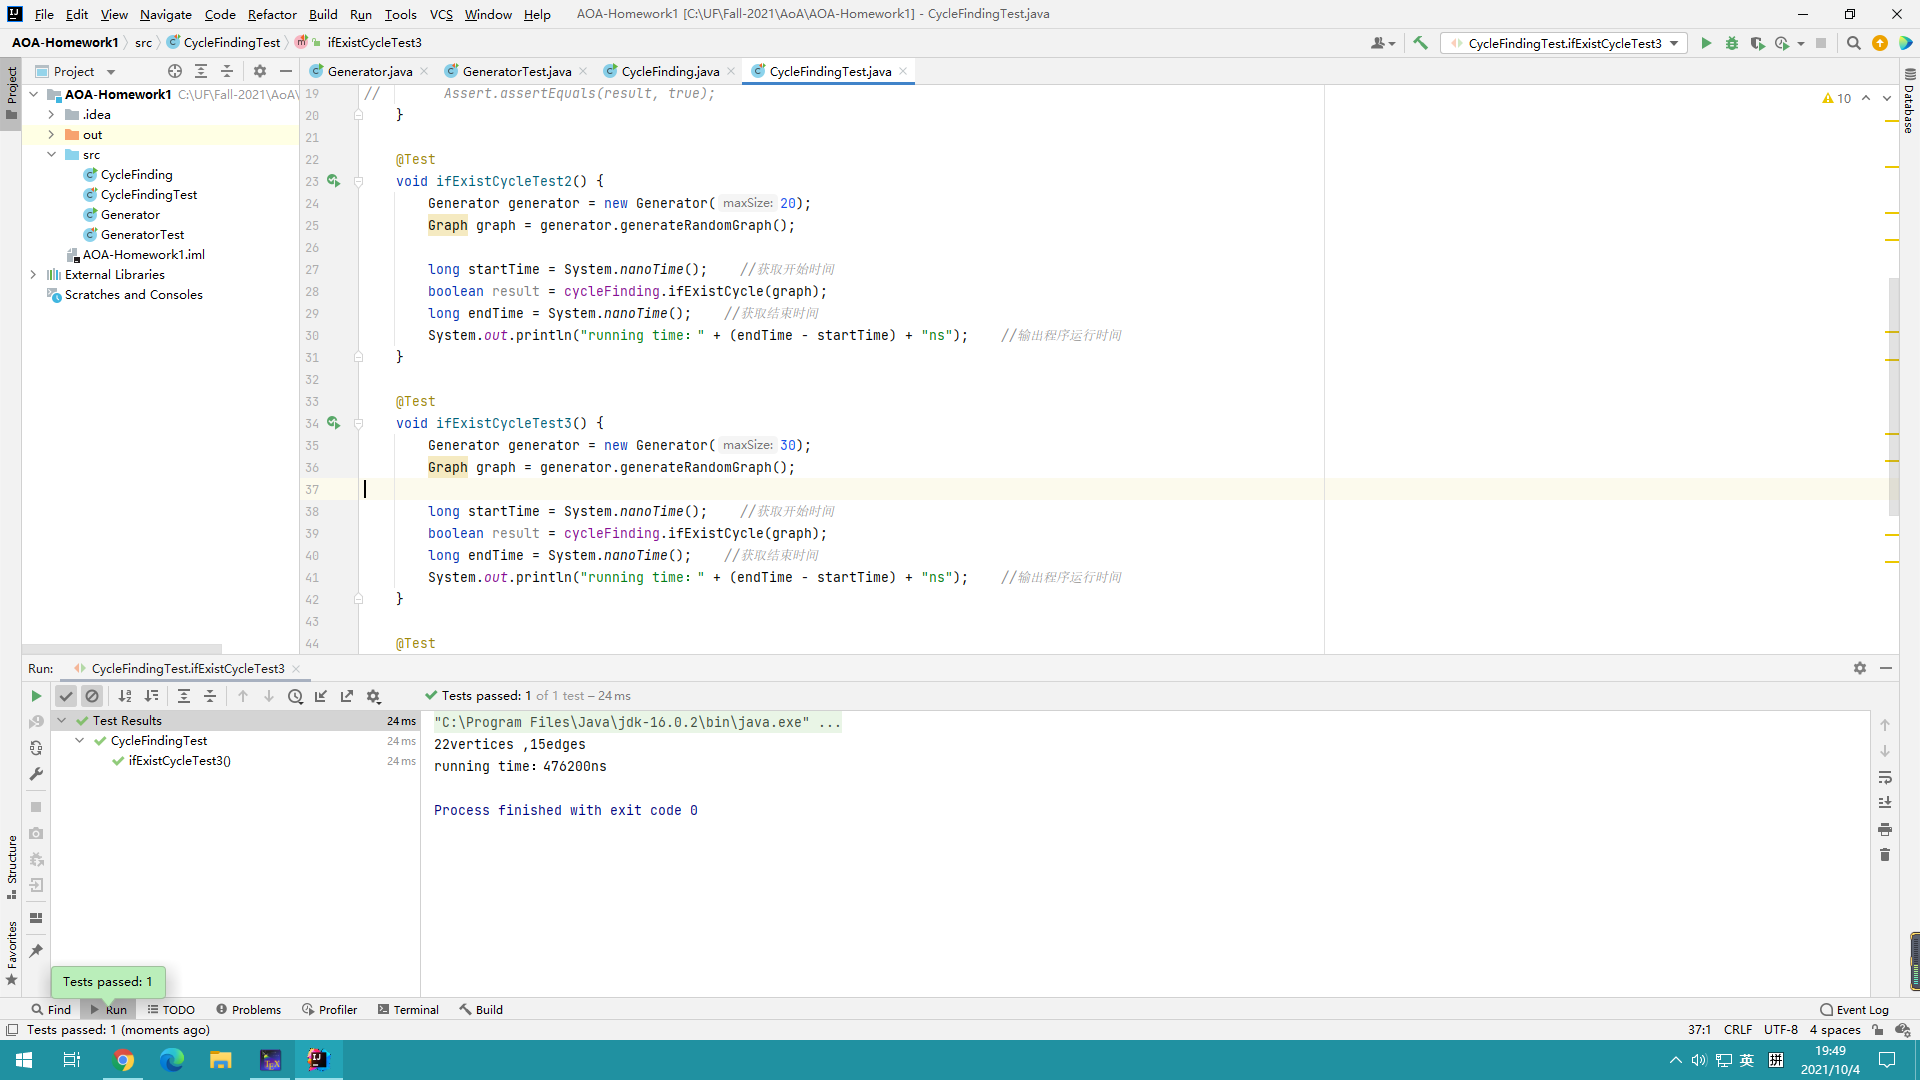 File Edit View Navigate Code Refactor Build Run Tools VCS Window Help AOA-Homework1 [C:\UF\Fall-2021\AoA\AOA-Homework1] - CycleFindingTest.java
AOA-Homework1 src CycleFindingTest ifExistCycleTest3
CycleFindingTest.ifExistCycleTest3
Project
Project
Generator.java GeneratorTest.java CycleFinding.java CycleFindingTest.java
Database
AOA-Homework1 C:\UF\Fall-2021\AoA\
.idea
out
src
CycleFinding
CycleFindingTest
Generator
GeneratorTest
AOA-Homework1.iml
External Libraries
Scratches and Consoles
10
19 // Assert.assertEquals(result, true);
20 }
21
22 @Test
23 void ifExistCycleTest2() {
24 Generator generator = new Generator( maxSize: 20);
25 Graph graph = generator.generateRandomGraph();
26
27 long startTime = System.nanoTime(); //获取开始时间
28 boolean result = cycleFinding.ifExistCycle(graph);
29 long endTime = System.nanoTime(); //获取结束时间
30 System.out.println("running time：" + (endTime - startTime) + "ns"); //输出程序运行时间
31 }
32
33 @Test
34 void ifExistCycleTest3() {
35 Generator generator = new Generator( maxSize: 30);
36 Graph graph = generator.generateRandomGraph();
37
38 long startTime = System.nanoTime(); //获取开始时间
39 boolean result = cycleFinding.ifExistCycle(graph);
40 long endTime = System.nanoTime(); //获取结束时间
41 System.out.println("running time：" + (endTime - startTime) + "ns"); //输出程序运行时间
42 }
43
44 @Test
Run: CycleFindingTest.ifExistCycleTest3
Tests passed: 1 of 1 test – 24 ms
Test Results 24 ms
CycleFindingTest 24 ms
ifExistCycleTest3() 24 ms
"C:\Program Files\Java\jdk-16.0.2\bin\java.exe" ...
22vertices ,15edges
running time：476200ns
Process finished with exit code 0
Structure
Favorites
Tests passed: 1
Find Run TODO Problems Profiler Terminal Build Event Log
Tests passed: 1 (moments ago) 37:1 CRLF UTF-8 4 spaces
英 拼
19:49
2021/10/4